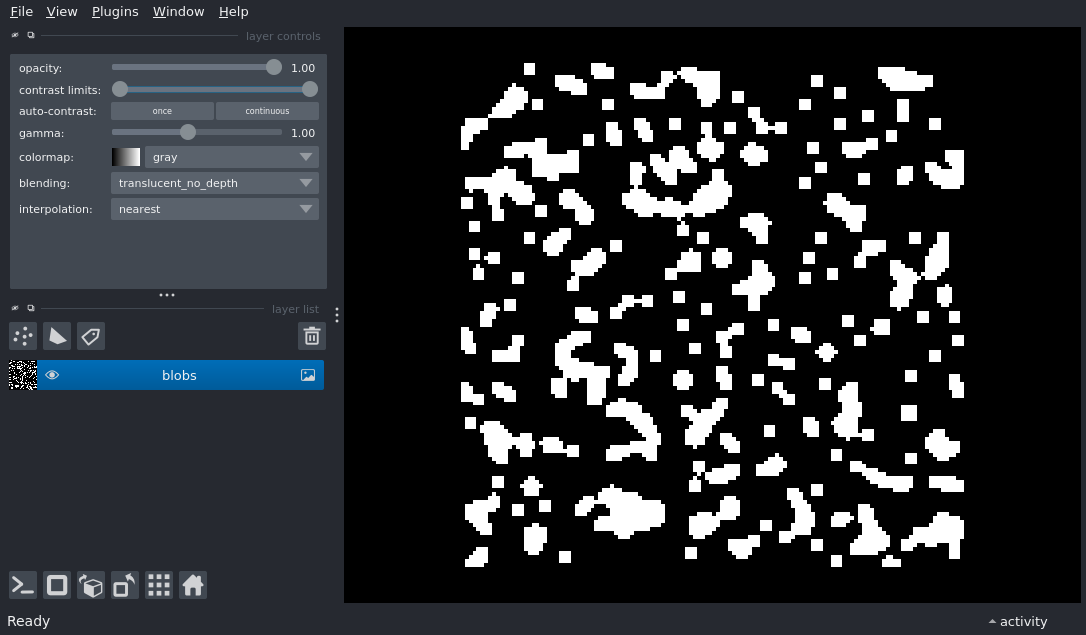 File View Plugins Window Help
layer controls
opacity: 1.00
contrast limits:
auto-contrast: once continuous
gamma: 1.00
colormap: gray
blending: translucent_no_depth
interpolation: nearest
layer list
blobs
Ready activity